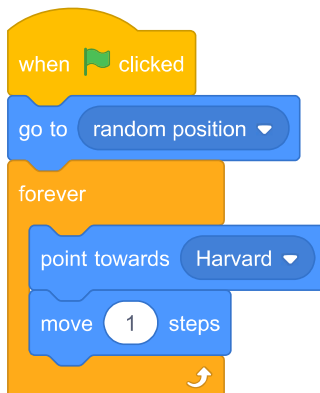 when clicked
go to random position
forever
point towards Harvard
move 1 steps